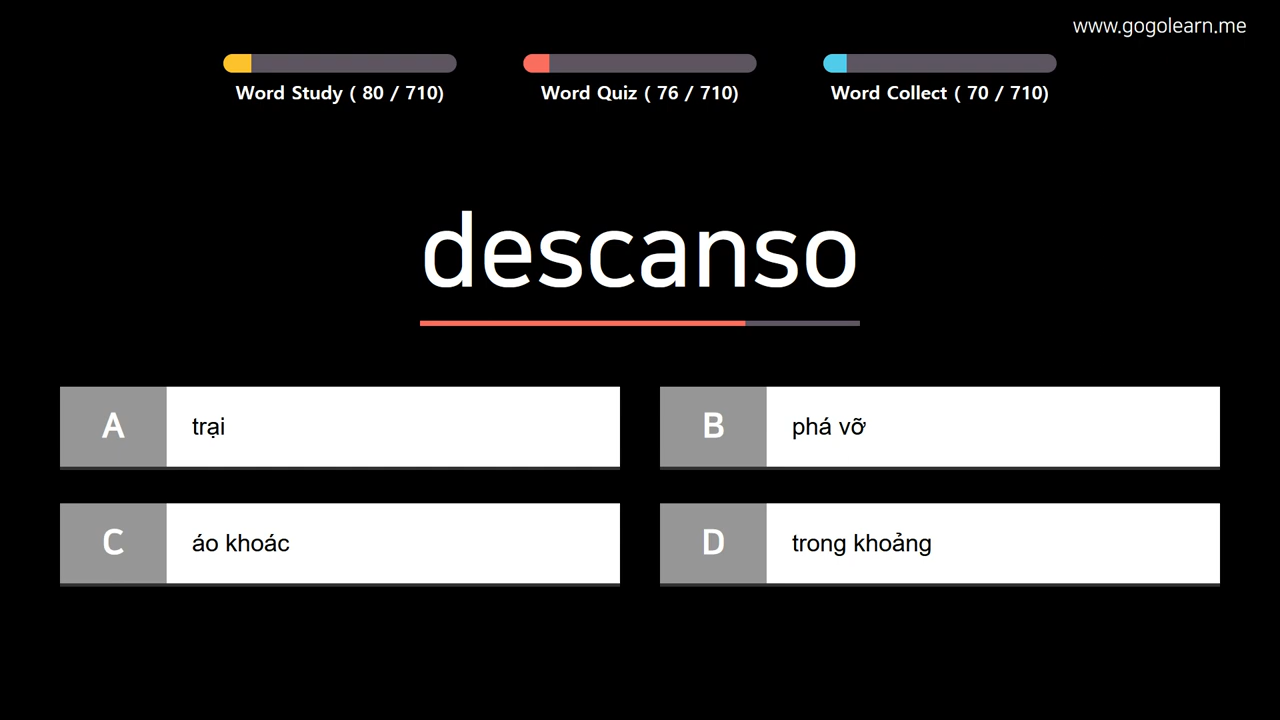 www.gogolearn.me
Word Study ( 80 / 710)
Word Quiz ( 76 / 710)
Word Collect ( 70 / 710)
descanso
A trại
B phá vỡ
C áo khoác
D trong khoảng